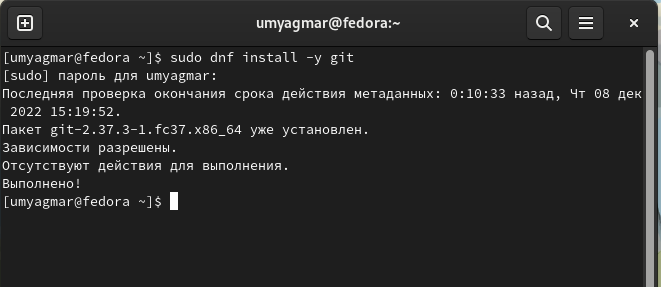 umyagmar@fedora:~
[umyagmar@fedora ~]$ sudo dnf install -y git
[sudo] пароль для umyagmar:
Последняя проверка окончания срока действия метаданных: 0:10:33 назад, Чт 08 дек
2022 15:19:52.
Пакет git-2.37.3-1.fc37.x86_64 уже установлен.
Зависимости разрешены.
Отсутствуют действия для выполнения.
Выполнено!
[umyagmar@fedora ~]$